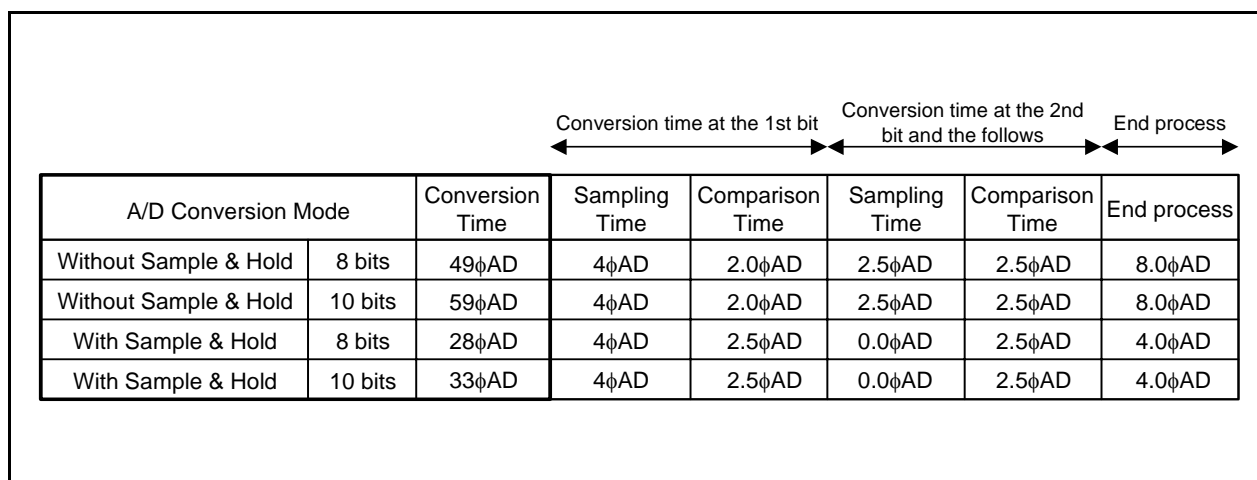 Conversion time at the 1st bit
Conversion time at the 2nd
bit and the follows
End process
A/D Conversion Mode
Conversion
Time
Sampling
Time
Comparison
Time
Sampling
Time
Comparison
Time
End process
Without Sample & Hold 8 bits 49ϕAD 4ϕAD 2.0ϕAD 2.5ϕAD 2.5ϕAD 8.0ϕAD
Without Sample & Hold 10 bits 59ϕAD 4ϕAD 2.0ϕAD 2.5ϕAD 2.5ϕAD 8.0ϕAD
With Sample & Hold 8 bits 28ϕAD 4ϕAD 2.5ϕAD 0.0ϕAD 2.5ϕAD 4.0ϕAD
With Sample & Hold 10 bits 33ϕAD 4ϕAD 2.5ϕAD 0.0ϕAD 2.5ϕAD 4.0ϕAD